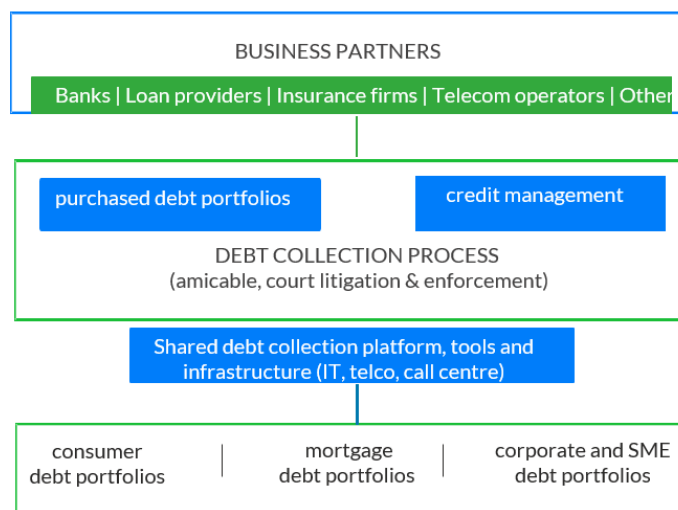 BUSINESS PARTNERS
Banks | Loan providers | Insurance firms | Telecom operators | Other
purchased debt portfolios
credit management
DEBT COLLECTION PROCESS
(amicable, court litigation & enforcement)
Shared debt collection platform, tools and
infrastructure (IT, telco, call centre)
consumer
debt portfolios
mortgage
debt portfolios
corporate and SME
debt portfolios